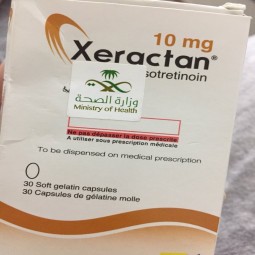 10 mg
Xeractan®
sotretinoin
وزارة الصحة
Ministry of Health
Ne pas dépasser la dose prescrite
A utiliser sous prescription médicale
To be dispensed on medical prescription
30 Soft gelatin capsules
30 Capsules de gélatine molle